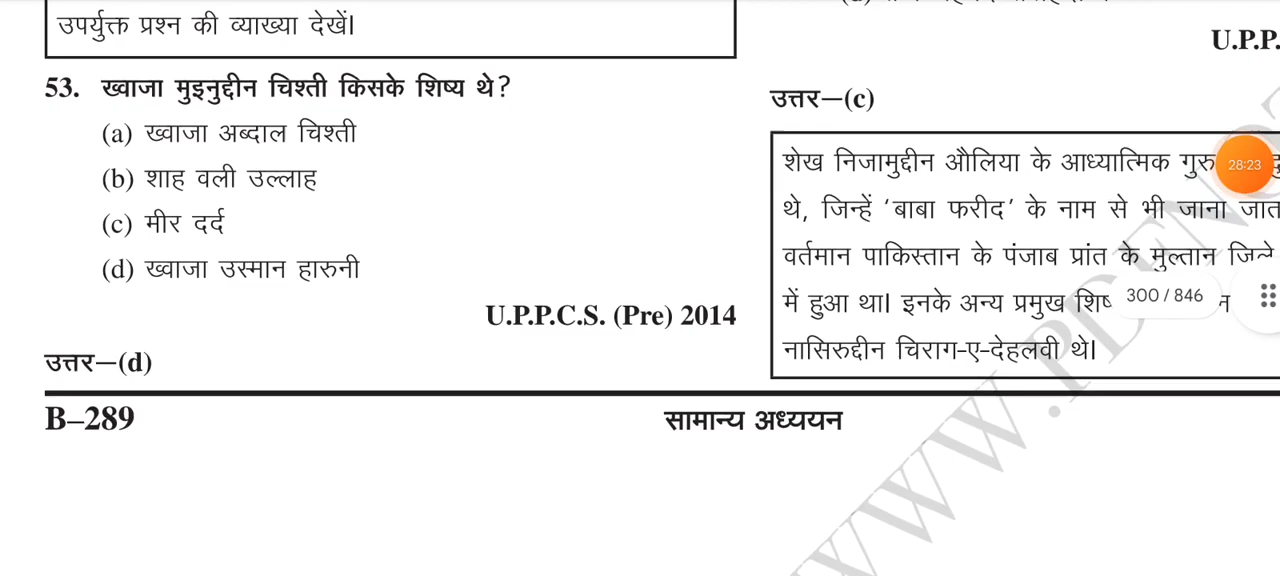 उपर्युक्त प्रश्न की व्याख्या देखें।
53. ख्वाजा मुइनुद्दीन चिश्ती किसके शिष्य थे?
(a) ख्वाजा अब्दाल चिश्ती
(b) शाह वली उल्लाह
(c) मीर दर्द
(d) ख्वाजा उस्मान हारुनी
U.P.P.C.S. (Pre) 2014
उत्तर–(d)
U.P.P.
उत्तर–(c)
शेख निजामुद्दीन औलिया के आध्यात्मिक गुरु
28:23
थे, जिन्हें ‘बाबा फरीद’ के नाम से भी जाना जात
वर्तमान पाकिस्तान के पंजाब प्रांत के मुल्तान जिले
में हुआ था। इनके अन्य प्रमुख
300 / 846
नासिरुद्दीन चिराग-ए-देहलवी थे।
B–289
सामान्य अध्ययन